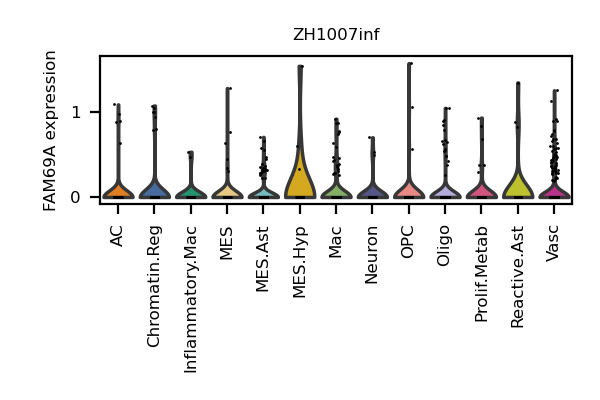 ZH1007inf
FAM69A expression
1
0
AC
Chromatin.Reg
Inflammatory.Mac
MES
MES.Ast
MES.Hyp
Mac
Neuron
OPC
Oligo
Prolif.Metab
Reactive.Ast
Vasc